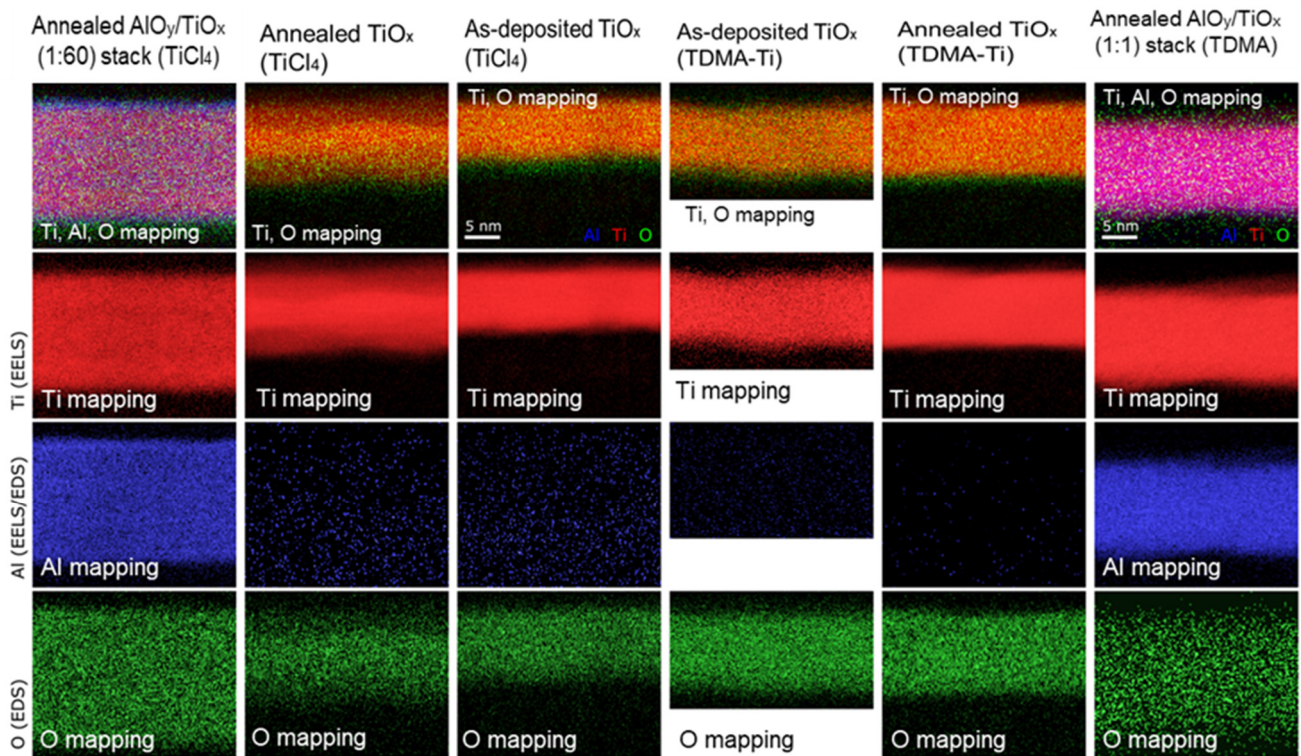 Annealed AlOy/TiOx
(1:60) stack (TiCl4)
Annealed TiOx
(TiCl4)
As-deposited TiOx
(TiCl4)
As-deposited TiOx
(TDMA-Ti)
Annealed TiOx
(TDMA-Ti)
Annealed AlOy/TiOx
(1:1) stack (TDMA)
Ti, Al, O mapping
Ti, O mapping
Ti, O mapping
5 nm
Al Ti O
Ti, O mapping
Ti, O mapping
Ti, Al, O mapping
5 nm
Al Ti O
Ti (EELS)
Ti mapping
Ti mapping
Ti mapping
Ti mapping
Ti mapping
Ti mapping
Al (EELS/EDS)
Al mapping
Al mapping
O (EDS)
O mapping
O mapping
O mapping
O mapping
O mapping